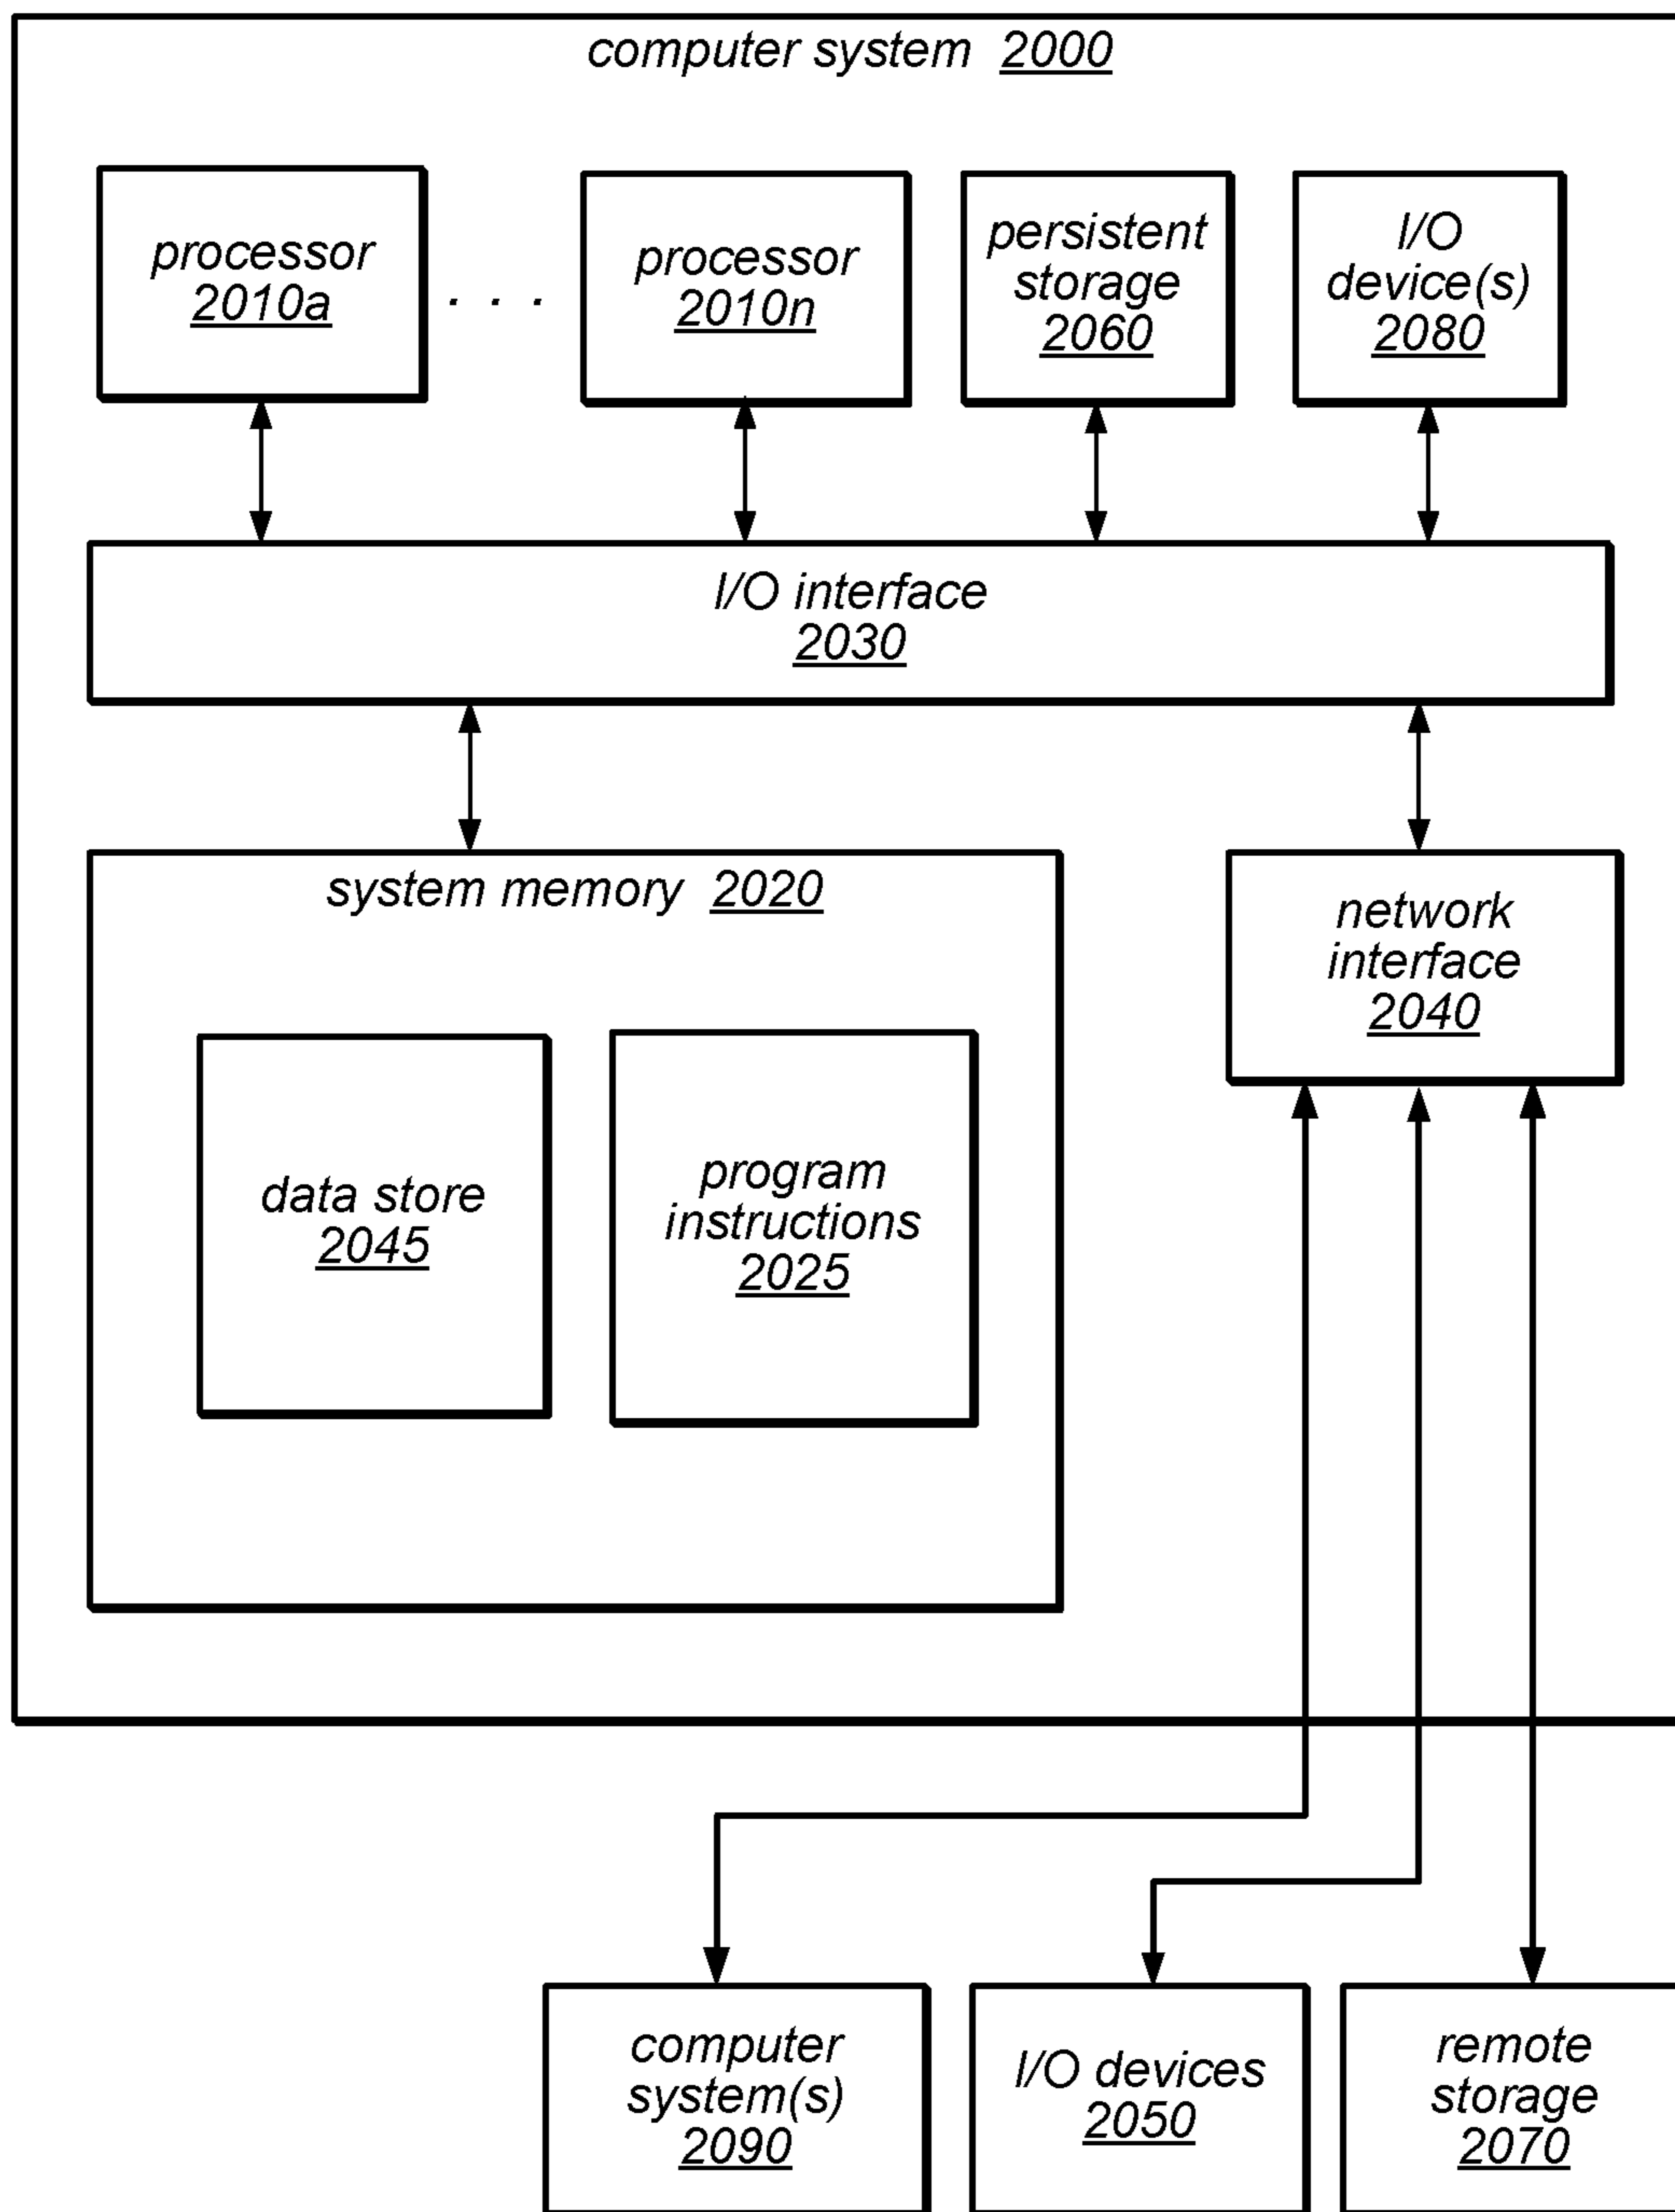 computer system 2000
processor
2010a
. . .
processor
2010n
persistent
storage
2060
I/O
device(s)
2080
I/O interface
2030
system memory 2020
data store
2045
program
instructions
2025
network
interface
2040
computer
system(s)
2090
I/O devices
2050
remote
storage
2070